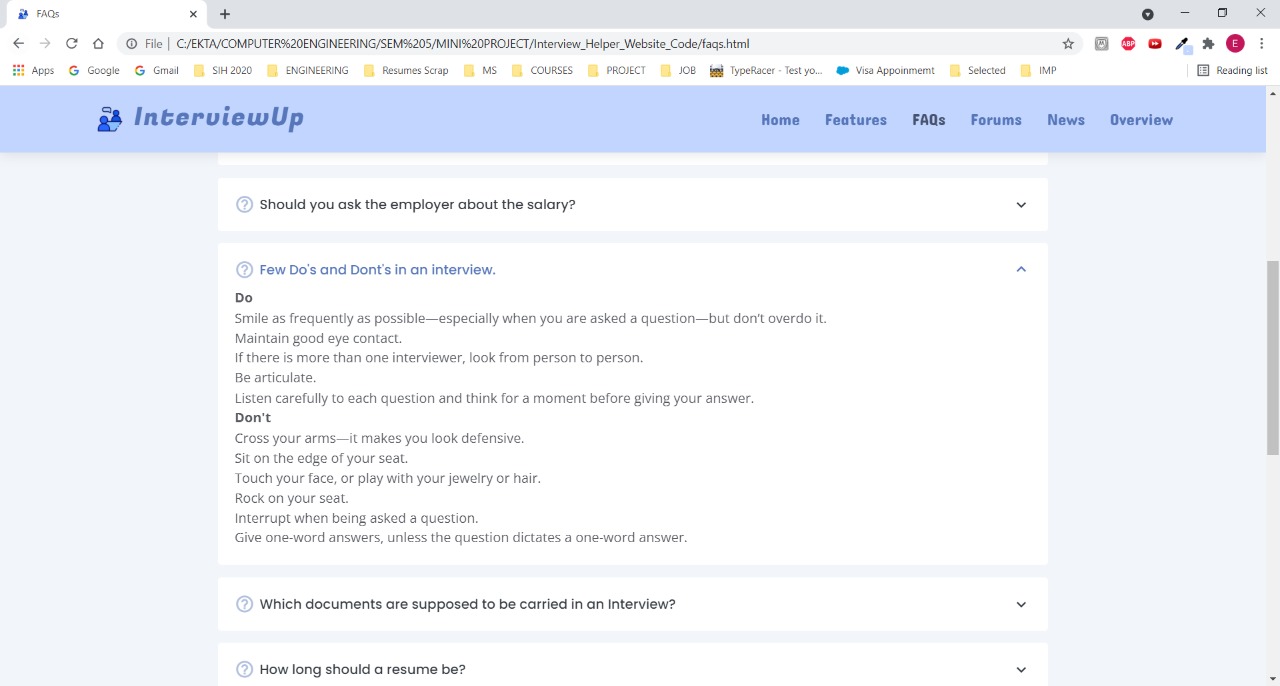 FAQs
File | C:/EKTA/COMPUTER%20ENGINEERING/SEM%20V/MINI%20PROJECT/Interview_Helper_Website_Code/faqs.html
ABP
E
Apps Google Gmail SIH 2020 ENGINEERING Resumes Scrap MS COURSES PROJECT JOB TypeRacer - Test yo... Visa Appoinmemt Selected IMP Reading list
InterviewUp Home Features FAQs Forums News Overview
Should you ask the employer about the salary?
Few Do's and Dont's in an interview.
Do
Smile as frequently as possible—especially when you are asked a question—but don’t overdo it.
Maintain good eye contact.
If there is more than one interviewer, look from person to person.
Be articulate.
Listen carefully to each question and think for a moment before giving your answer.
Don't
Cross your arms—it makes you look defensive.
Sit on the edge of your seat.
Touch your face, or play with your jewelry or hair.
Rock on your seat.
Interrupt when being asked a question.
Give one-word answers, unless the question dictates a one-word answer.
Which documents are supposed to be carried in an Interview?
How long should a resume be?